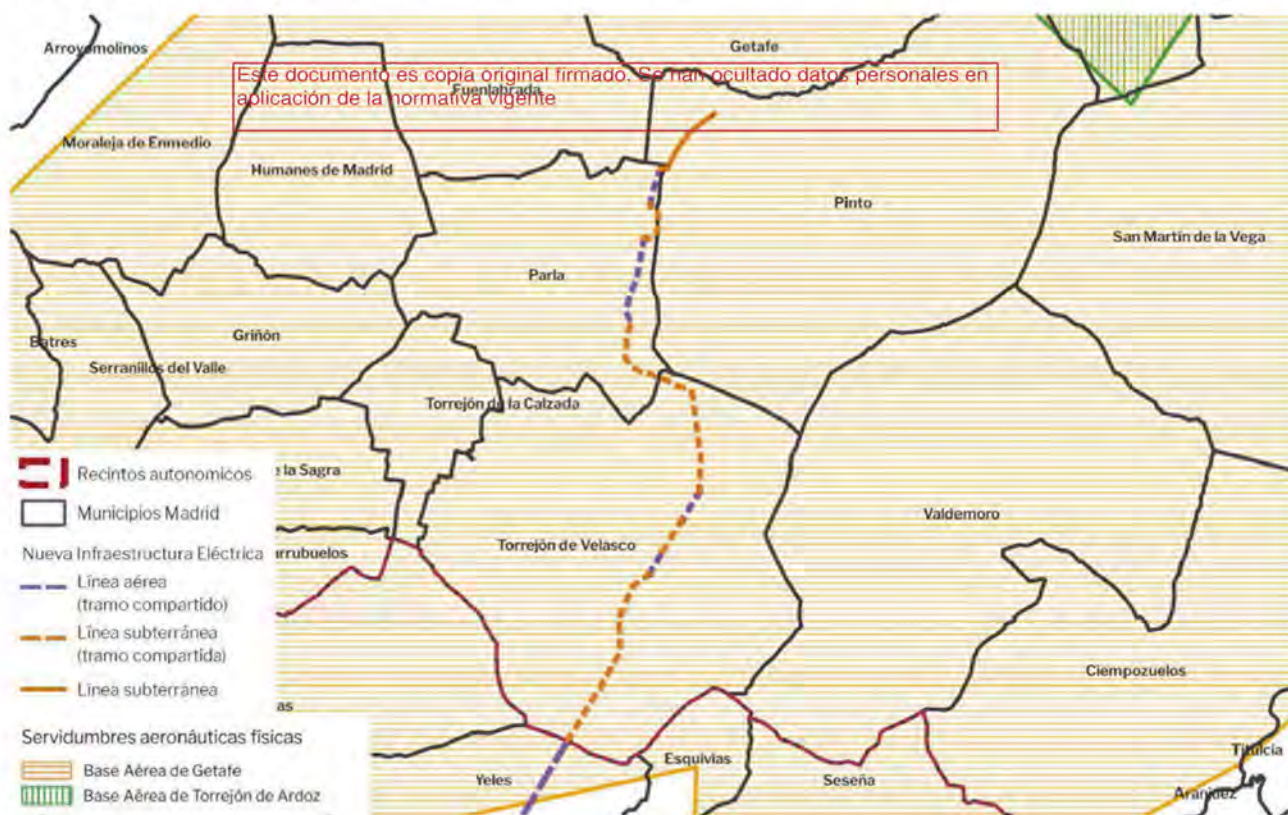 Arroyomolinos
Getafe
Este documento es copia original firmado. Se han ocultado datos personales en
aplicación de la normativa vigente
Fuenlabrada
Moraleja de Enmedio
Humanes de Madrid
Pinto
San Martín de la Vega
Parla
Griñón
Batres
Serranillos del Valle
Torrejón de la Calzada
e la Sagra
Valdemoro
Torrejón de Velasco
arrubuelos
Ciempozuelos
as
Titulcia
Esquivias
Yeles
Seseña
Aranjuez
Recintos autonomicos
Municipios Madrid
Nueva Infraestructura Eléctrica
Línea aérea
(tramo compartido)
Línea subterránea
(tramo compartida)
Línea subterránea
Servidumbres aeronáuticas físicas
Base Aérea de Getafe
Base Aérea de Torrejón de Ardoz